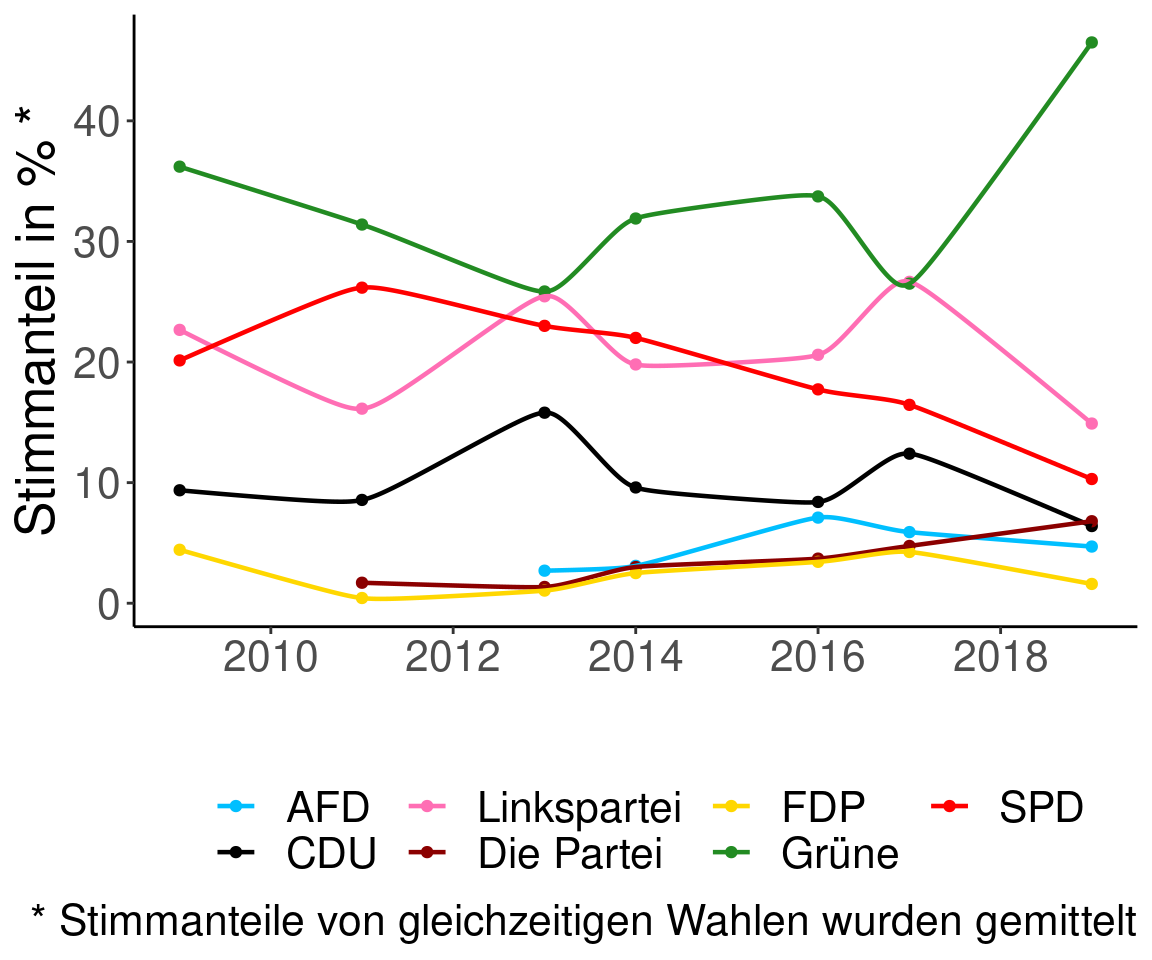 Stimmanteil in % *
40
30
20
10
0
2010 2012 2014 2016 2018
AFD Linkspartei FDP SPD
CDU Die Partei Grüne
* Stimmanteile von gleichzeitigen Wahlen wurden gemittelt